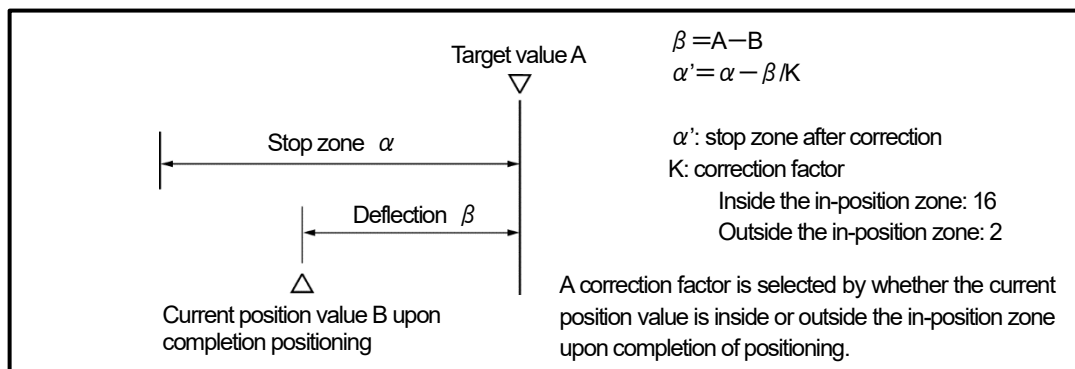 Target value A
Stop zone α
Deflection β
Current position value B upon
completion positioning
β=A−B
α’=α−β/K
α’: stop zone after correction
K: correction factor
Inside the in-position zone: 16
Outside the in-position zone: 2
A correction factor is selected by whether the current
position value is inside or outside the in-position zone
upon completion of positioning.